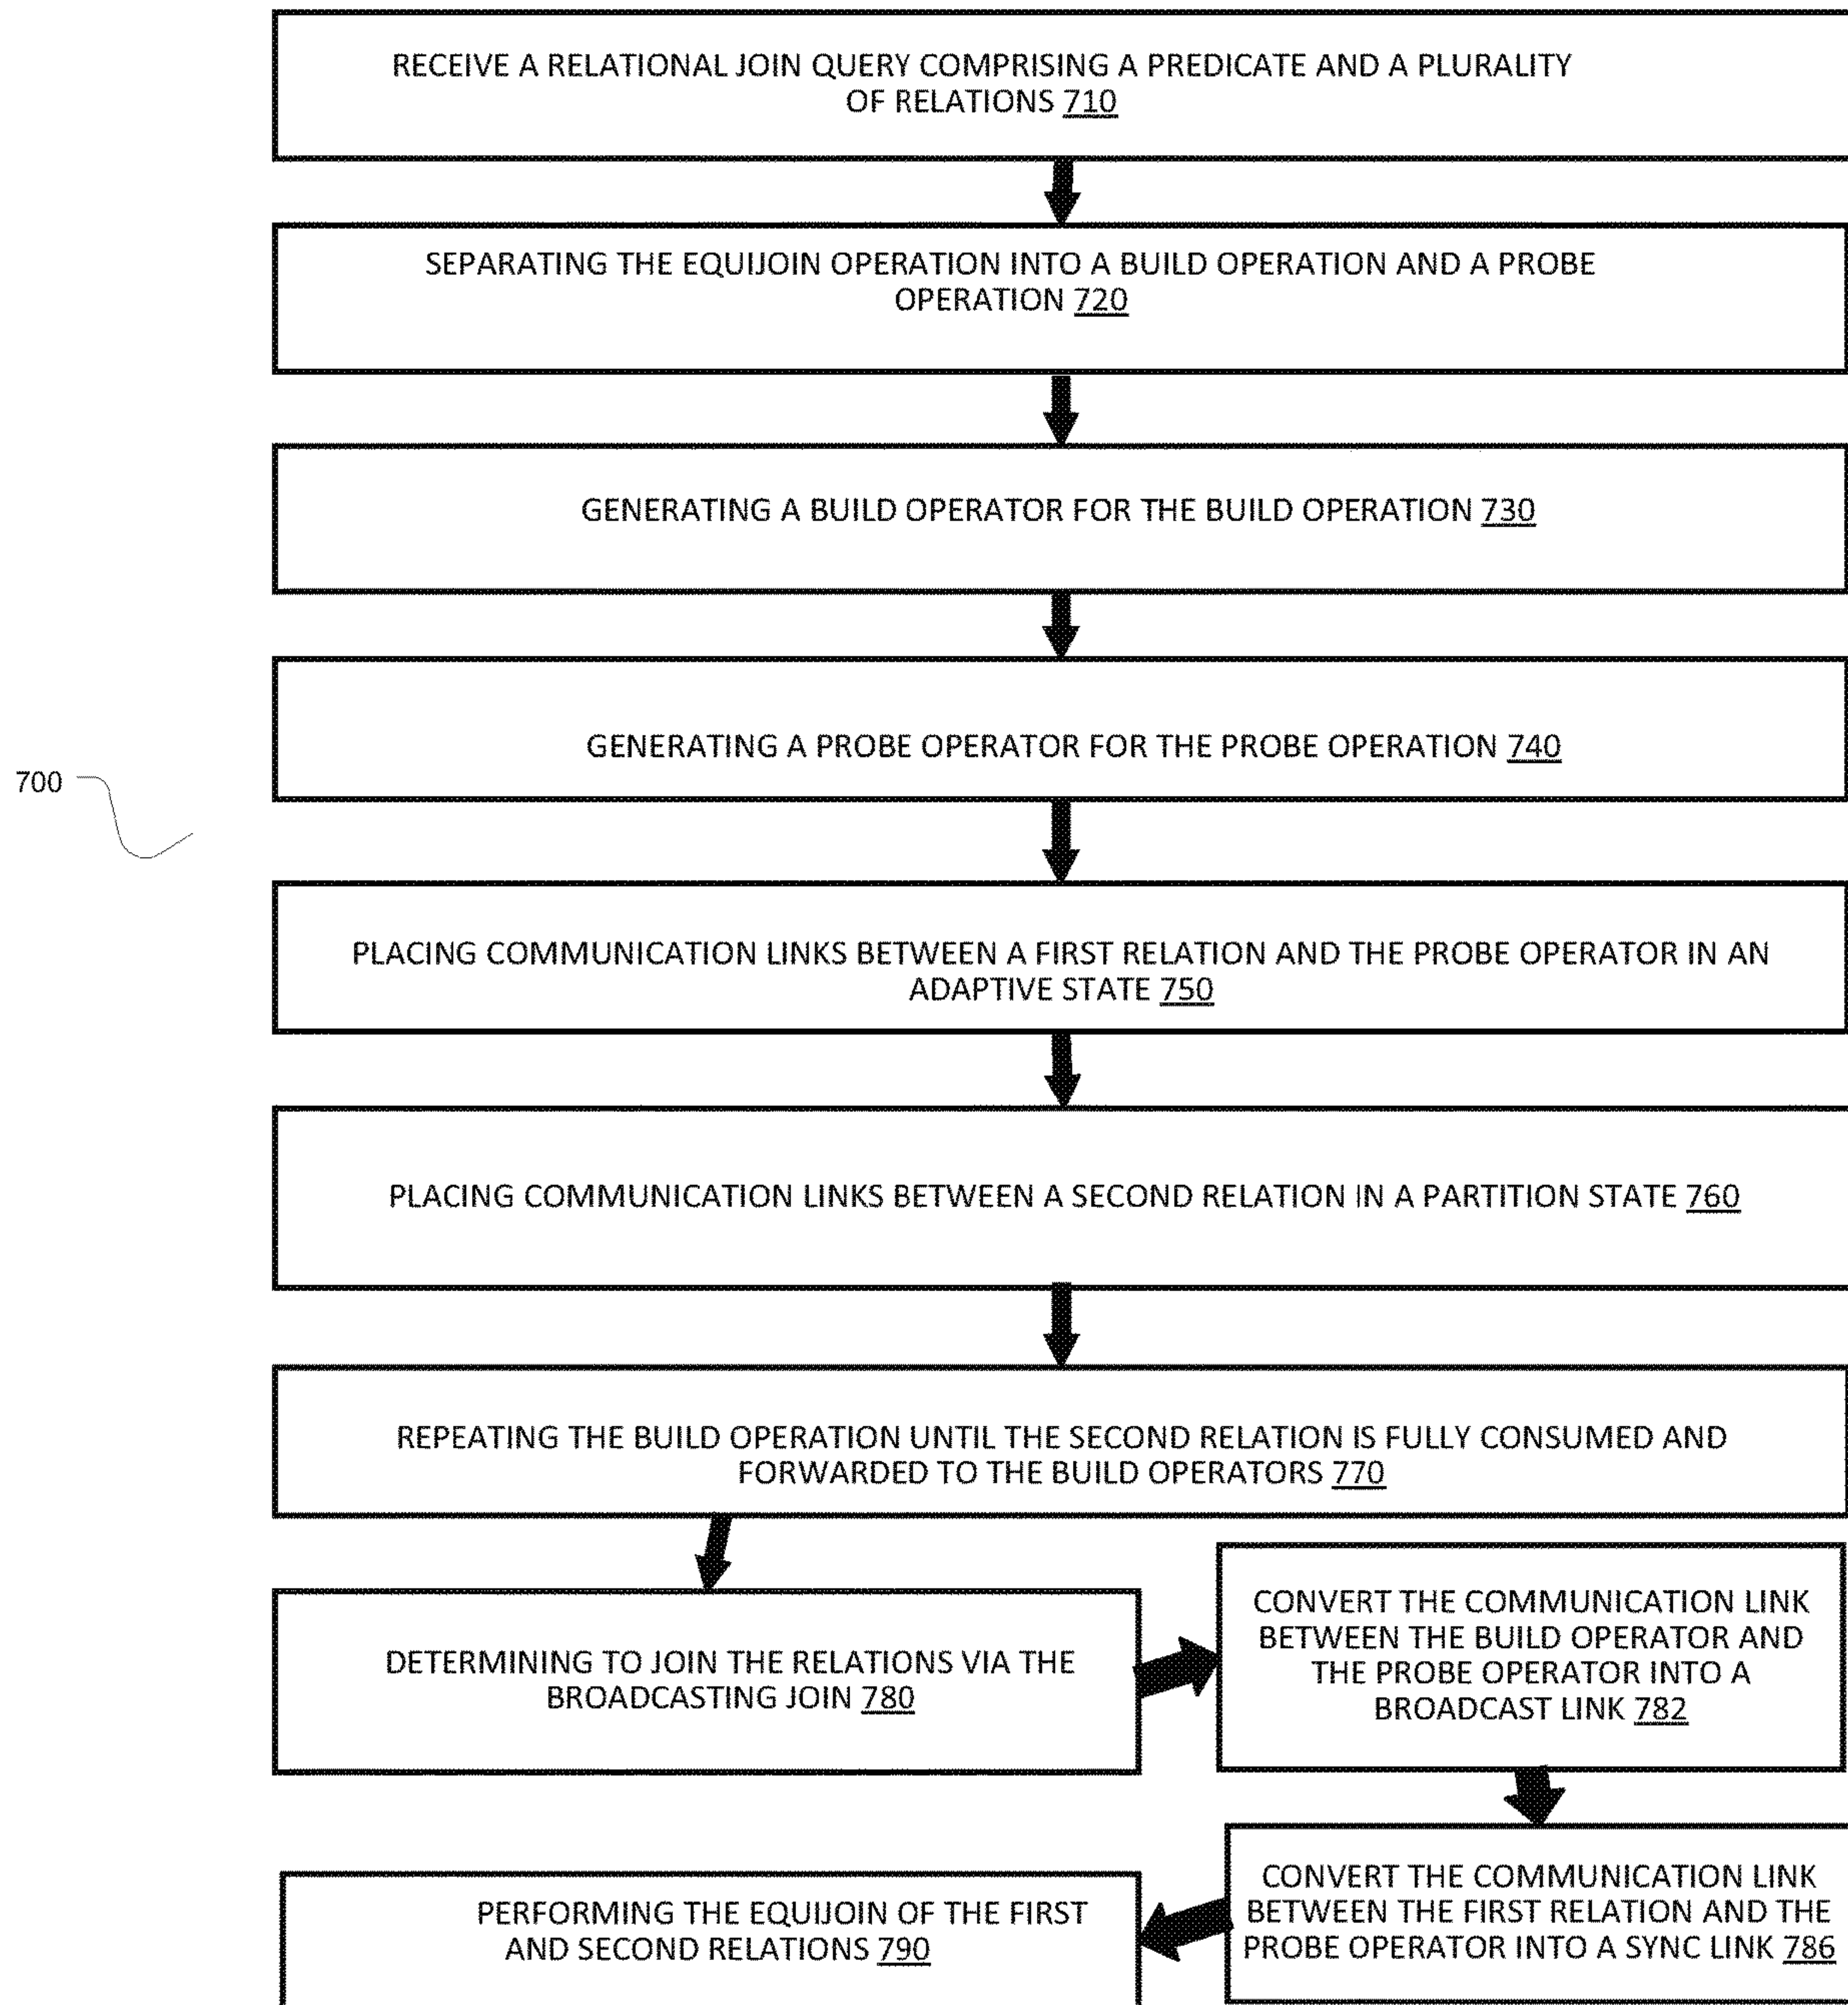 RECEIVE A RELATIONAL JOIN QUERY COMPRISING A PREDICATE AND A PLURALITY
OF RELATIONS 710
SEPARATING THE EQUIJOIN OPERATION INTO A BUILD OPERATION AND A PROBE
OPERATION 720
GENERATING A BUILD OPERATOR FOR THE BUILD OPERATION 730
GENERATING A PROBE OPERATOR FOR THE PROBE OPERATION 740
700
PLACING COMMUNICATION LINKS BETWEEN A FIRST RELATION AND THE PROBE OPERATOR IN AN
ADAPTIVE STATE 750
PLACING COMMUNICATION LINKS BETWEEN A SECOND RELATION IN A PARTITION STATE 760
REPEATING THE BUILD OPERATION UNTIL THE SECOND RELATION IS FULLY CONSUMED AND
FORWARDED TO THE BUILD OPERATORS 770
DETERMINING TO JOIN THE RELATIONS VIA THE
BROADCASTING JOIN 780
CONVERT THE COMMUNICATION LINK
BETWEEN THE BUILD OPERATOR AND
THE PROBE OPERATOR INTO A
BROADCAST LINK 782
CONVERT THE COMMUNICATION LINK
BETWEEN THE FIRST RELATION AND THE
PROBE OPERATOR INTO A SYNC LINK 786
PERFORMING THE EQUIJOIN OF THE FIRST
AND SECOND RELATIONS 790